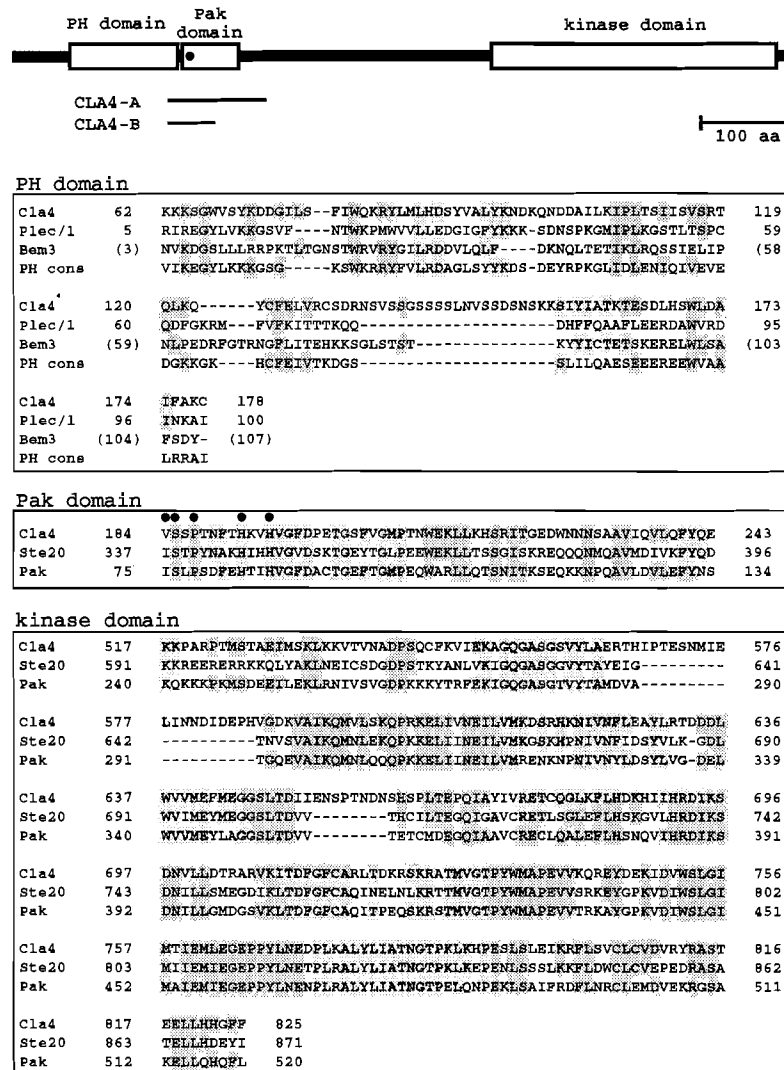 PH domain
Pak domain
kinase domain
CLA4-A
CLA4-B
100 aa
PH domain
Cla4 62 KKKSGWVSYKDDGILS--FIWQKRYLMLHDSYVALYKNDKQNDDAILKIPLTSIISVSRT 119
Plec/1 5 RIREGYLVKKGSVF----NTWKPMWVVLLEDGIGFYKKK-SDNSPKGMIPLKGSTLTSPC 59
Bem3 (3) NVKDGSLLLRRPKTLTGNSTWRVRYGILRDDVLQLF----DKNQLTETIKLRQSSIELIP (58
PH cons VIKEGYLKKKGSG-----KSWKRRYFVLRDAGLSYYKDS-DEYRPKGLIDLENIQIVEVE
Cla4 120 QLKQ-----YCFELVRCSDRNSVSSGSSSSLNVSSDSNSKKSIYIATKTESDLHSWLDA 173
Plec/1 60 QDFGKRM---FVFKITTTKQQ-----------------DHFFQAAFLEERDAWVRD 95
Bem3 (59) NLPEDRFGTRNGFLITEHKKSGLSTST-----------KYYICTETSKERELWLSA (103
PH cons DGKKGK----HCFEIVTKDGS-----------------SLILQAESEEEREEWVAA
Cla4 174 IFAKC 178
Plec/1 96 INKAI 100
Bem3 (104) FSDY- (107)
PH cons LRRAI
Pak domain
Cla4 184 VSSPTNFTHKVHVGFDPETGSFVGMPTNWEKLLKHSRITGEDWNNNSAAVIQVLQFYQE 243
Ste20 337 ISTPYNAKHIHHVGVDSKTGEYTGLPEEWEKLLTSSGISKREQQQNMQAVMDIVKFYQD 396
Pak 75 ISLPSDFEHTIHVGFDACTGEFTGMPEQWARLLQTSNITKSEQKKNPQAVLDVLEFYNS 134
kinase domain
Cla4 517 KKPARPTMSTAEIMSKLKKVTVNADPSQCFKVIEKAGQGASGSVYLAERTHIPTESNMIE 576
Ste20 591 KKREERERRKKQLYAKLNEICSDGDPSTKYANLVKIGQGASGGVYTAYEIG--------- 641
Pak 240 KQKKKPKMSDEEILEKLRNIVSVGDPKKKYTRFEKIGQGASGTVYTAMDVA--------- 290
Cla4 577 LINNDIDEPHVGDKVAIKQMVLSKQPRKELIVNEILVMKDSRHKNIVNFLEAYLRTDDDL 636
Ste20 642 ----------TNVSVAIKQMNLEKQPKKELIINEILVMKGSKHPNIVNFIDSYVLK-GDL 690
Pak 291 ----------TGQEVAIKQMNLQQQPKKELIINEILVMRENKNPNIVNYLDSYLVG-DEL 339
Cla4 637 WVVMEFMEGGSLTDIIENSPTNDNSHSPLTEPQIAYIVRETCQGLKFLHDKHIIHRDIKS 696
Ste20 691 WVIMEYMEGGSLTDVV---------THCILTEGQIGAVCRETLSGLEFLHSKGVLHRDIKS 742
Pak 340 WVVMEYLAGGSLTDVV---------TETCMDEGQIAAVCRECLQALEFLHSNQVIHRDIKS 391
Cla4 697 DNVLLDTRARVKITDFGFCARLTDKRSKRATMVGTPYWMAPEVVKQREYDEKIDVWSLGI 756
Ste20 743 DNILLSMEGDIKLTDFGFCAQINELNLKRTTMVGTPYWMAPEVVSRKEYGPKVDIWSLGI 802
Pak 392 DNILLGMDGSVKLTDFGFCAQITPEQSKRSTMVGTPYWMAPEVVTRKAYGPKVDIWSLGI 451
Cla4 757 MTIEMLEGEPPYLNEDPLKALYLIATNGTPKLKHPESLSLEIKRFLSVCLCVDVRYRAST 816
Ste20 803 MIIEMIEGEPPYLNETPLRALYLIATNGTPKLKEPENLSSSLKKFLDWCLCVEPEDRASA 862
Pak 452 MAIEMIEGEPPYLNENPLRALYLIATNGTPELQNPEKLSAIFRDFLNRCLEMDVEKRGSA 511
Cla4 817 EELLHHGFF 825
Ste20 863 TELLHDEYI 871
Pak 512 KELLQHQFL 520